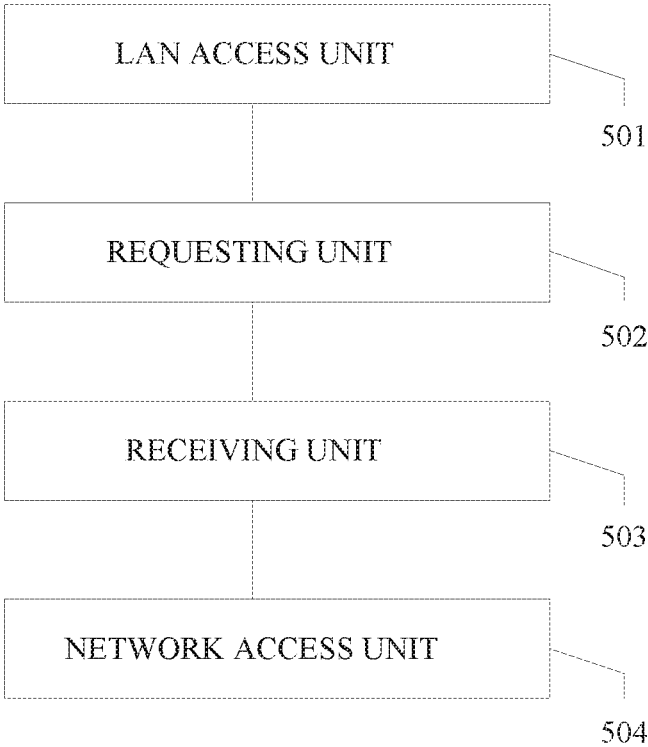 LAN ACCESS UNIT
501
REQUESTING UNIT
502
RECEIVING UNIT
503
NETWORK ACCESS UNIT
504